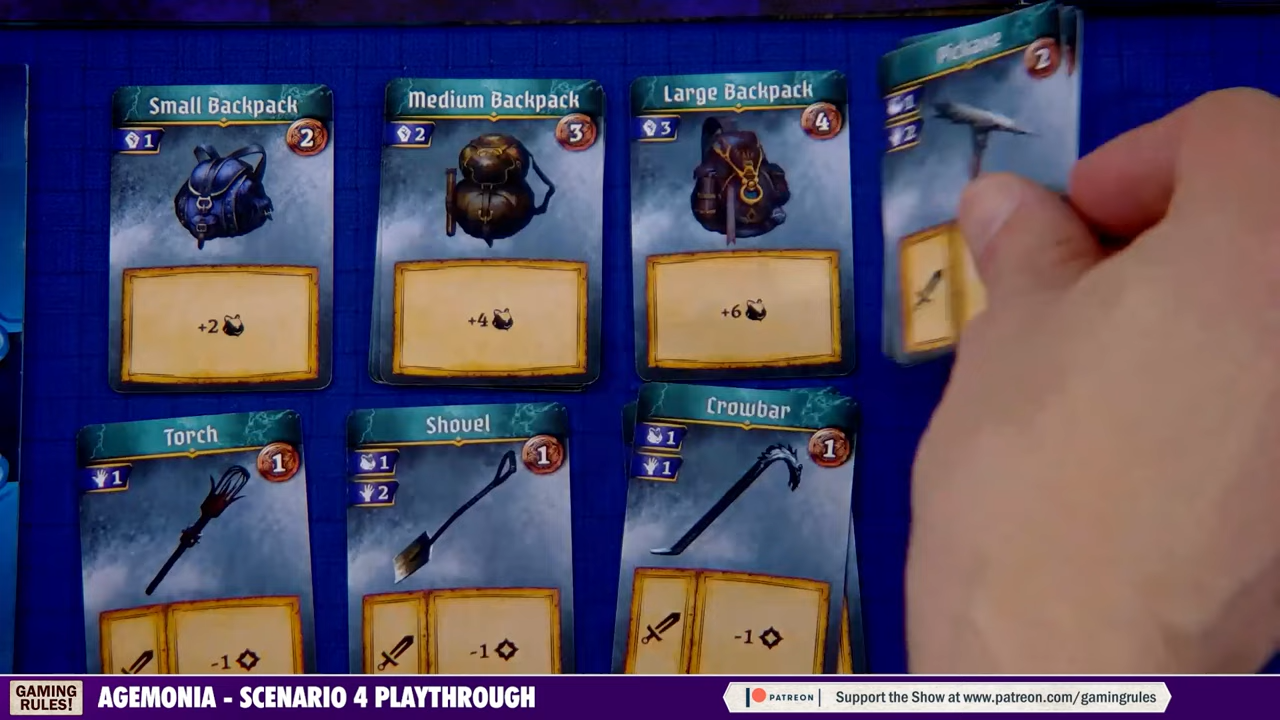 Small Backpack
1
2
+2
Medium Backpack
2
3
+4
Large Backpack
3
4
+6
Pickaxe
1
2
2
Torch
1
1
-1
Shovel
1
2
1
-1
Crowbar
1
1
1
-1
GAMING RULES!
AGEMONIA - SCENARIO 4 PLAYTHROUGH
PATREON | Support the Show at www.patreon.com/gamingrules